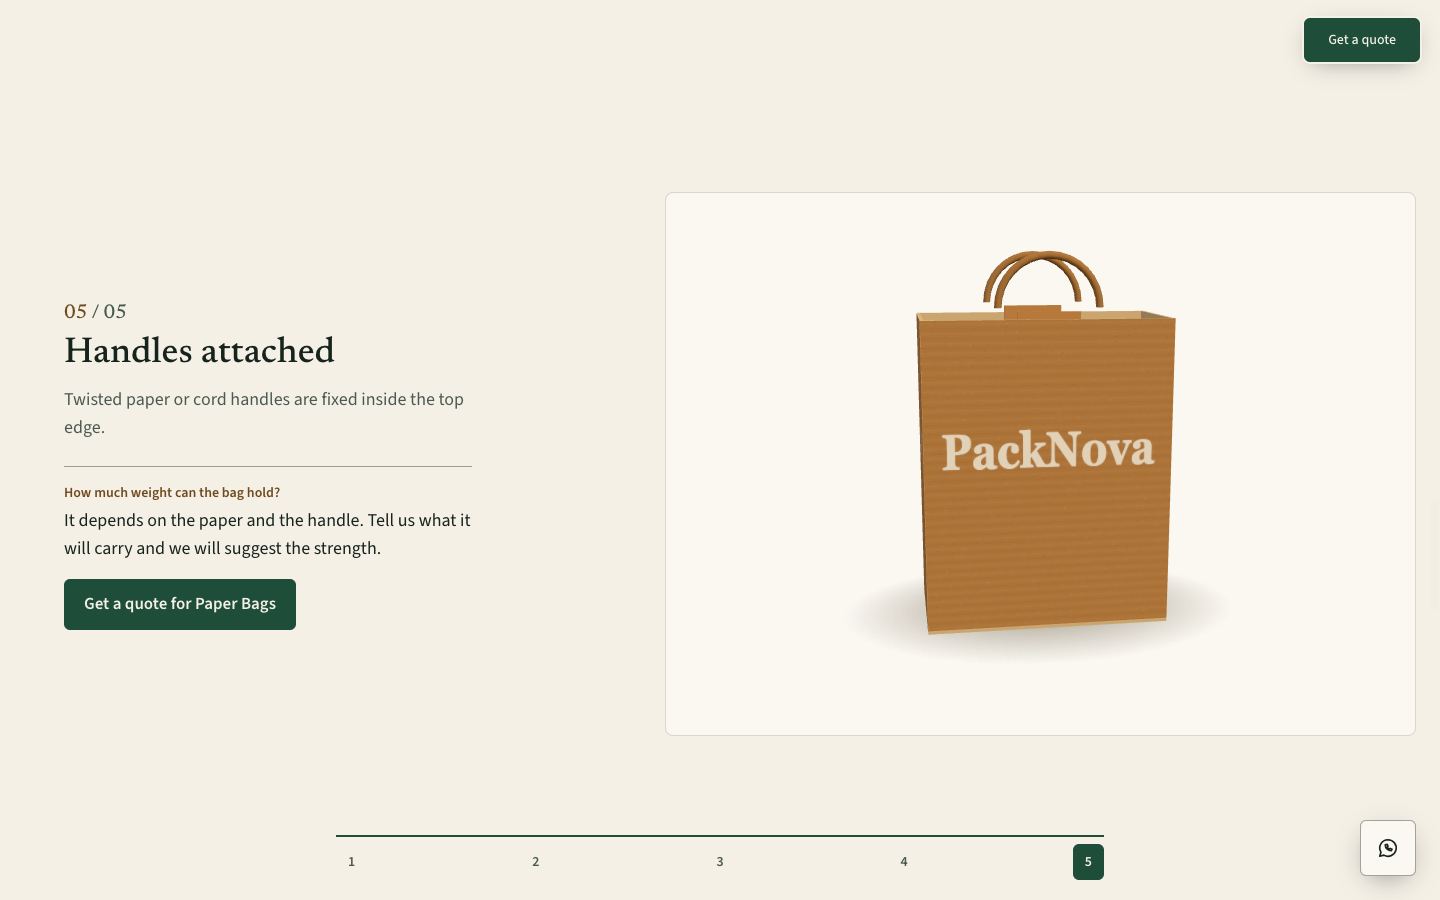 Get a quote
05 / 05
Handles attached
Twisted paper or cord handles are fixed inside the top
edge.
How much weight can the bag hold?
It depends on the paper and the handle. Tell us what it
will carry and we will suggest the strength.
Get a quote for Paper Bags
PackNova
1 2 3 4 5